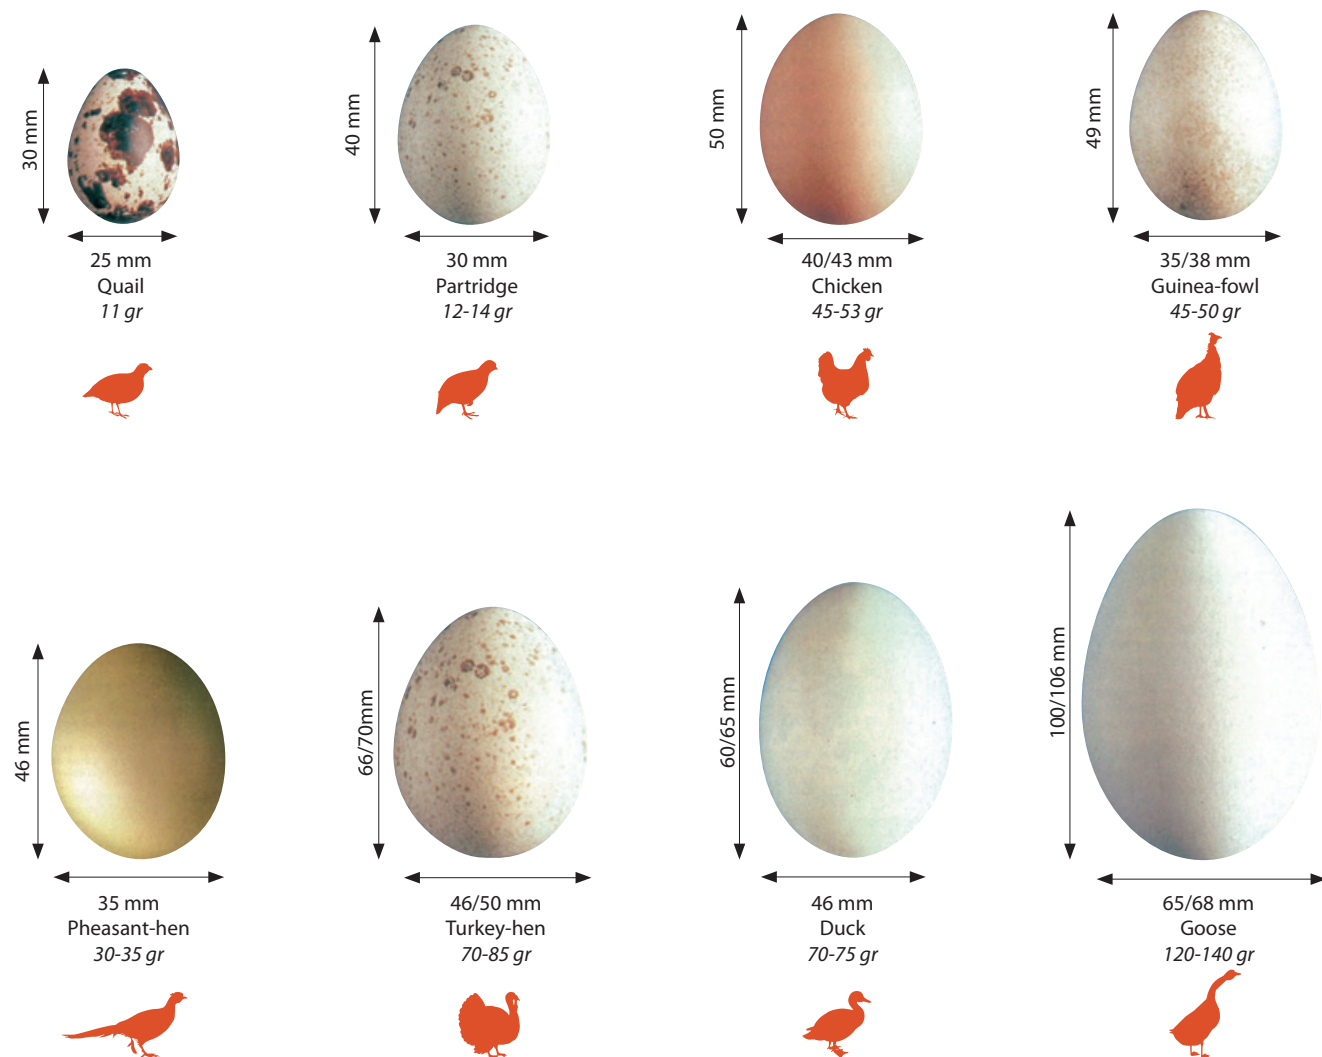 30 mm
25 mm
Quail
11 gr
40 mm
30 mm
Partridge
12-14 gr
50 mm
40/43 mm
Chicken
45-53 gr
49 mm
35/38 mm
Guinea-fowl
45-50 gr
46 mm
35 mm
Pheasant-hen
30-35 gr
66/70mm
46/50 mm
Turkey-hen
70-85 gr
60/65 mm
46 mm
Duck
70-75 gr
100/106 mm
65/68 mm
Goose
120-140 gr